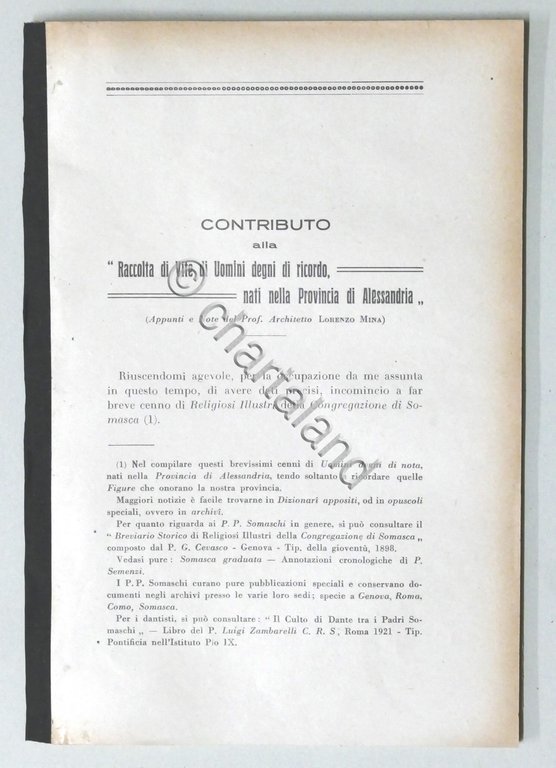 CONTRIBUTO
alla
“ Raccolta di Vite di Uomini degni di ricordo,
nati nella Provincia di Alessandria „
(Appunti e Note del Prof. Architetto LORENZO MINA)
Riuscendomi agevole, per la occupazione da me assunta
in questo tempo, di avere dati precisi, incomincio a far
breve cenno di Religiosi Illustri della Congregazione di So-
masca (1).
(1) Nel compilare questi brevissimi cenni di Uomini degni di nota,
nati nella Provincia di Alessandria, tendo soltanto a ricordare quelle
Figure che onorano la nostra provincia.
Maggiori notizie è facile trovarne in Dizionari appositi, od in opuscoli
speciali, ovvero in archivî.
Per quanto riguarda ai P. P. Somaschi in genere, si può consultare il
“ Breviario Storico di Religiosi Illustri della Congregazione di Somasca „
composto dal P. G. Cevasco - Genova - Tip. della gioventù, 1898.
Vedasi pure : Somasca graduata — Annotazioni cronologiche di P.
Semenzi.
I P. P. Somaschi curano pure pubblicazioni speciali e conservano do-
cumenti negli archivî presso le varie loro sedi; specie a Genova, Roma,
Como, Somasca.
Per i dantisti, si può consultare : “ Il Culto di Dante tra i Padri So-
maschi „ — Libro del P. Luigi Zambarelli C. R. S, Roma 1921 - Tip.
Pontificia nell'Istituto Pio IX.
© chartaland